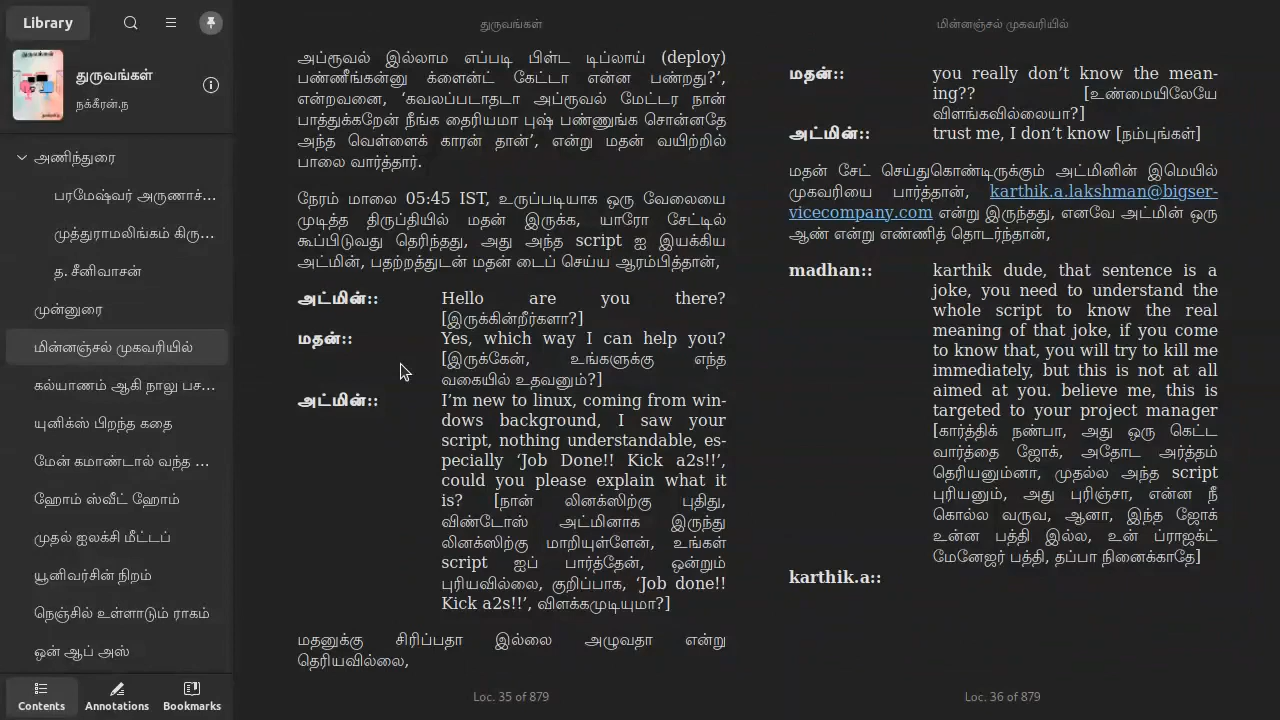 Library
துருவங்கள்
நக்கீரன்.ந
அணிந்துரை
பரமேஷ்வர் அருணாச்...
முத்துராமலிங்கம் கிரு...
த. சீனிவாசன்
முன்னுரை
மின்னஞ்சல் முகவரியில்
கல்யாணம் ஆகி நாலு பச...
யுனிக்ஸ் பிறந்த கதை
மேன் கமாண்டால் வந்த ...
ஹோம் ஸ்வீட் ஹோம்
முதல் ஐலக்சி மீட்டப்
யூனிவர்சின் நிறம்
நெஞ்சில் உள்ளாடும் ராகம்
ஒன் ஆப் அஸ்
Contents
Annotations
Bookmarks
துருவங்கள்
அப்ரூவல் இல்லாம எப்படி பிள்ட டிப்லாய் (deploy)
பண்ணீங்கன்னு க்ளைன்ட் கேட்டா என்ன பண்றது?’,
என்றவனை, ‘கவலப்படாதடா அப்ரூவல் மேட்டர நான்
பாத்துக்கறேன் நீங்க தைரியமா புஷ் பண்ணுங்க சொன்னதே
அந்த வெள்ளைக் காரன் தான்’, என்று மதன் வயிற்றில்
பாலை வார்த்தார்.
நேரம் மாலை 05:45 IST, உருப்படியாக ஒரு வேலையை
முடித்த திருப்தியில் மதன் இருக்க, யாரோ சேட்டில்
கூப்பிடுவது தெரிந்தது, அது அந்த script ஐ இயக்கிய
அட்மின், பதற்றத்துடன் மதன் டைப் செய்ய ஆரம்பித்தான்,
அட்மின்:: Hello are you there?
[இருக்கின்றீர்களா?]
மதன்:: Yes, which way I can help you?
[இருக்கேன், உங்களுக்கு எந்த
வகையில் உதவனும்?]
அட்மின்:: I’m new to linux, coming from win-
dows background, I saw your
script, nothing understandable, es-
pecially ‘Job Done!! Kick a2s!!’,
could you please explain what it
is? [நான் லினக்ஸிற்கு புதிது,
விண்டோஸ் அட்மினாக இருந்து
லினக்ஸிற்கு மாறியுள்ளேன், உங்கள்
script ஐப் பார்த்தேன், ஒன்றும்
புரியவில்லை, குறிப்பாக, ‘Job done!!
Kick a2s!!’, விளக்கமுடியுமா?]
மதனுக்கு சிரிப்பதா இல்லை அழுவதா என்று
தெரியவில்லை,
Loc. 35 of 879
மின்னஞ்சல் முகவரியில்
மதன்:: you really don’t know the mean-
ing?? [உண்மையிலேயே
விளங்கவில்லையா?]
அட்மின்:: trust me, I don’t know [நம்புங்கள்]
மதன் சேட் செய்துகொண்டிருக்கும் அட்மினின் இமெயில்
முகவரியை பார்த்தான், karthik.a.lakshman@bigser-
vicecompany.com என்று இருந்தது, எனவே அட்மின் ஒரு
ஆண் என்று எண்ணித் தொடர்ந்தான்,
madhan:: karthik dude, that sentence is a
joke, you need to understand the
whole script to know the real
meaning of that joke, if you come
to know that, you will try to kill me
immediately, but this is not at all
aimed at you. believe me, this is
targeted to your project manager
[கார்த்திக் நண்பா, அது ஒரு கெட்ட
வார்த்தை ஜோக், அதோட அர்த்தம்
தெரியனும்னா, முதல்ல அந்த script
புரியனும், அது புரிஞ்சா, என்ன நீ
கொல்ல வருவ, ஆனா, இந்த ஜோக்
உன்ன பத்தி இல்ல, உன் ப்ராஜக்ட்
மேனேஜர் பத்தி, தப்பா நினைக்காதே]
karthik.a::
Loc. 36 of 879